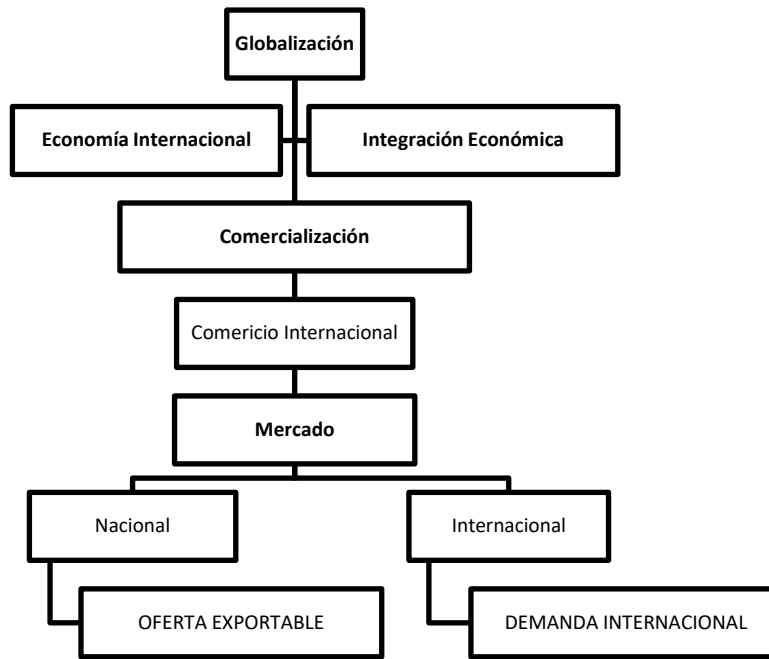 Globalización
Economía Internacional
Integración Económica
Comercialización
Comericio Internacional
Mercado
Nacional
Internacional
OFERTA EXPORTABLE
DEMANDA INTERNACIONAL